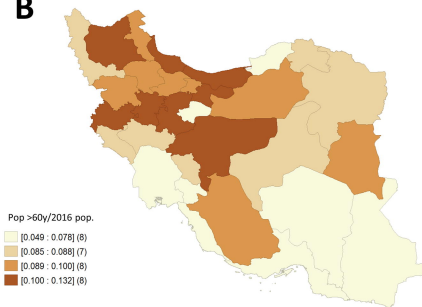 B
Pop >60y/2016 pop.
[0.049 : 0.078] (8)
[0.085 : 0.088] (7)
[0.089 : 0.100] (8)
[0.100 : 0.132] (8)